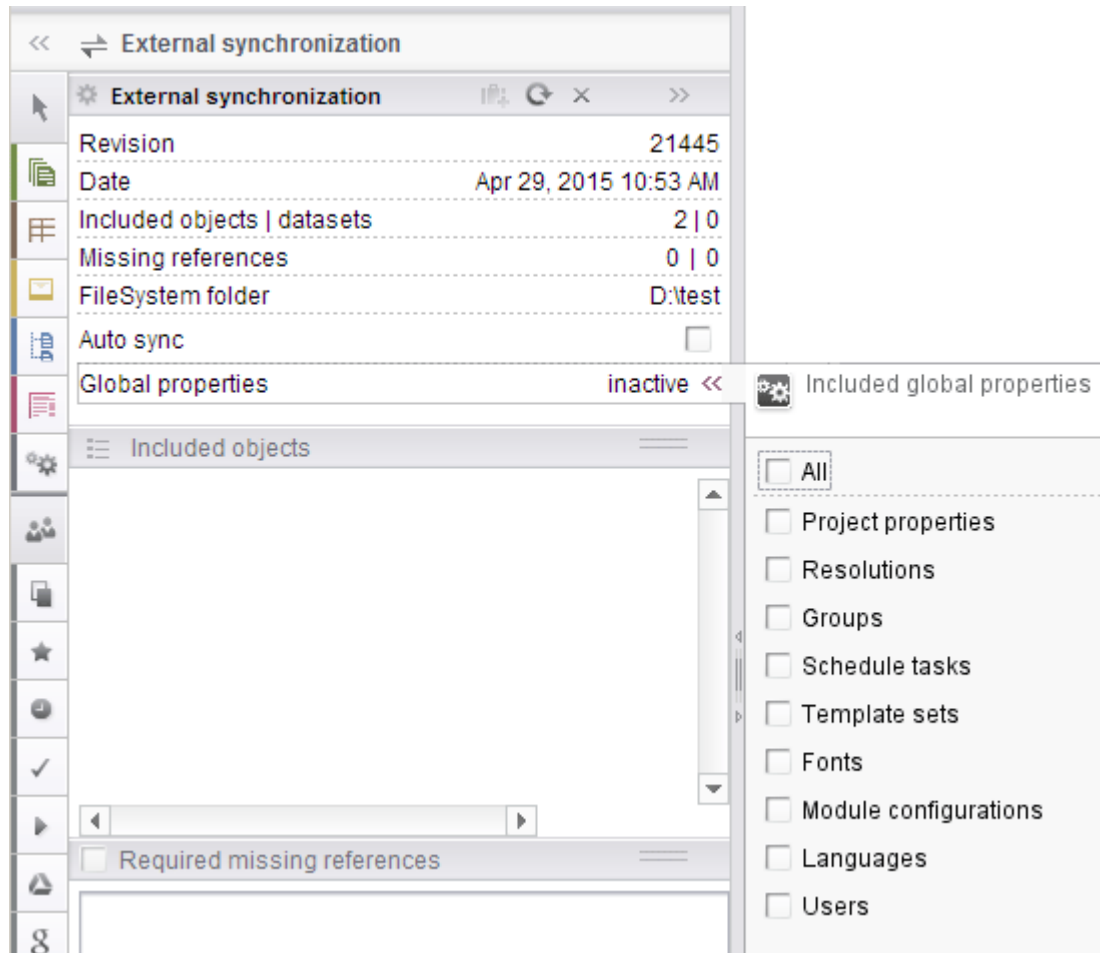 External synchronization
External synchronization
Revision 21445
Date Apr 29, 2015 10:53 AM
Included objects | datasets 2 | 0
Missing references 0 | 0
FileSystem folder D:\test
Auto sync
Global properties inactive <<
Included objects
Required missing references
g
Included global properties
All
Project properties
Resolutions
Groups
Schedule tasks
Template sets
Fonts
Module configurations
Languages
Users